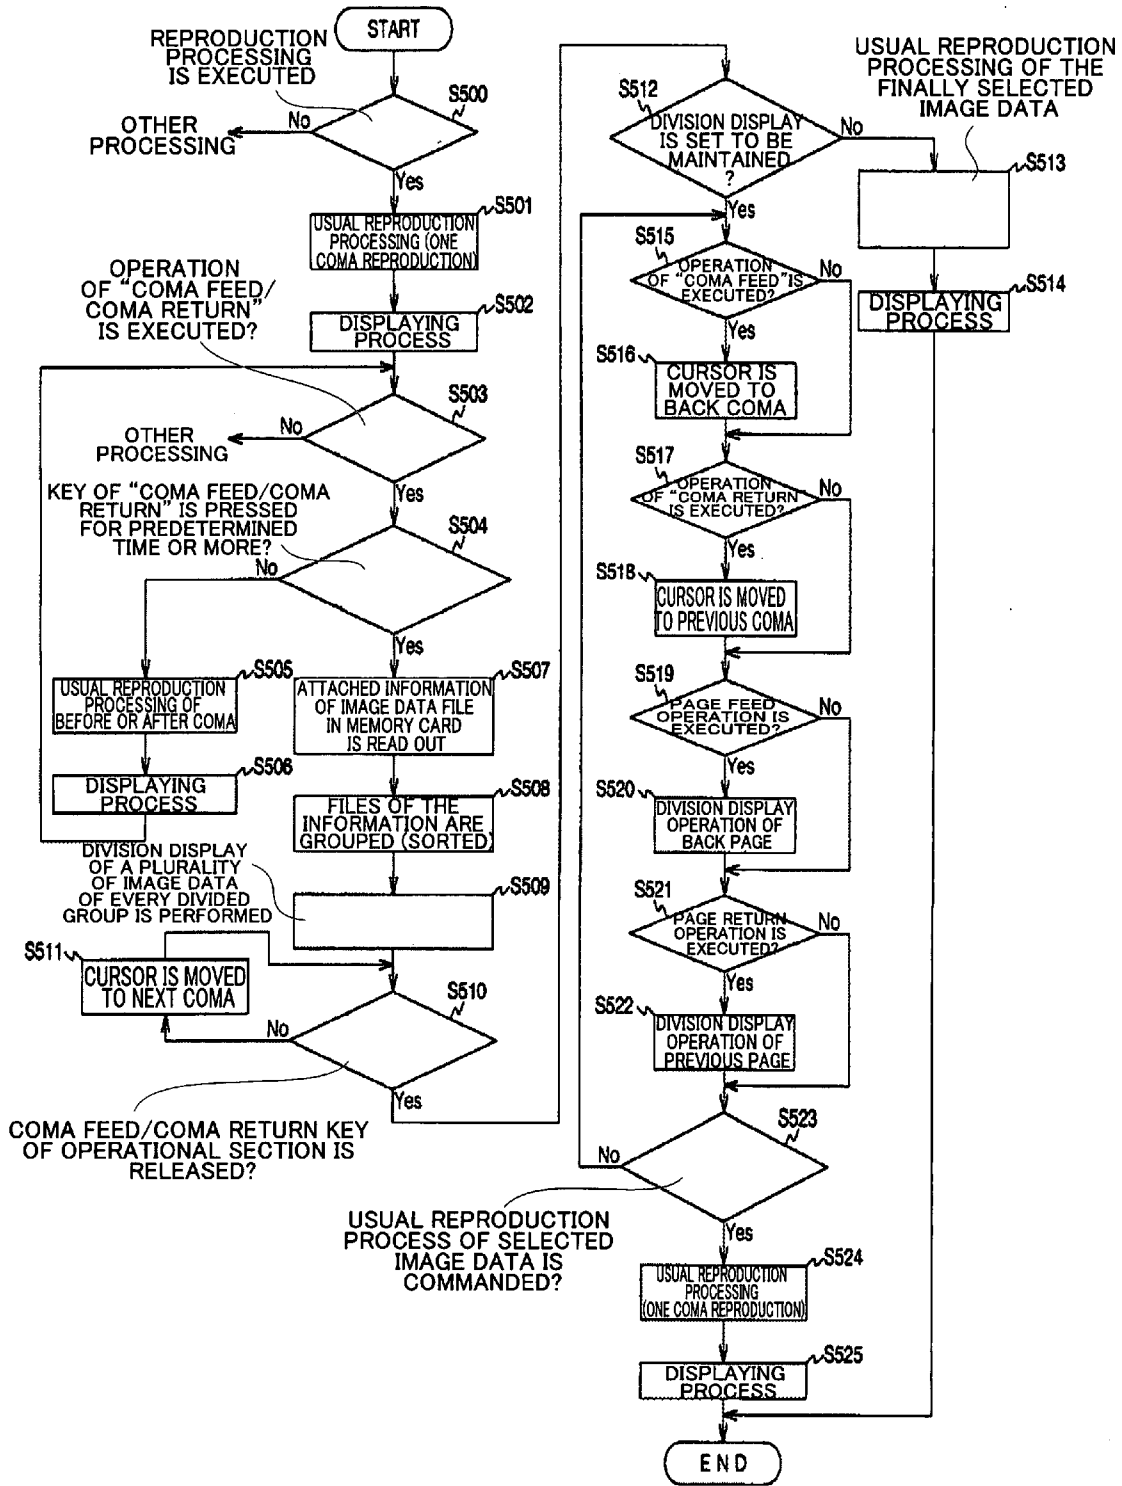 START
REPRODUCTION
PROCESSING
IS EXECUTED
S500
No
OTHER
PROCESSING
Yes
S501
USUAL REPRODUCTION
PROCESSING (ONE
COMA REPRODUCTION)
OPERATION
OF "COMA FEED/
COMA RETURN"
IS EXECUTED?
S502
DISPLAYING
PROCESS
S503
No
OTHER
PROCESSING
Yes
KEY OF "COMA FEED/COMA
RETURN" IS PRESSED
FOR PREDETERMINED
TIME OR MORE?
S504
No
Yes
S505
USUAL REPRODUCTION
PROCESSING OF
BEFORE OR AFTER COMA
S506
DISPLAYING
PROCESS
S507
ATTACHED INFORMATION
OF IMAGE DATA FILE
IN MEMORY CARD
IS READ OUT
S508
FILES OF THE
INFORMATION ARE
GROUPED (SORTED)
DIVISION DISPLAY
OF A PLURALITY
OF IMAGE DATA
OF EVERY DIVIDED
GROUP IS PERFORMED
S509
S511
CURSOR IS MOVED
TO NEXT COMA
S510
No
Yes
COMA FEED/COMA RETURN KEY
OF OPERATIONAL SECTION IS
RELEASED?
S512
DIVISION DISPLAY
IS SET TO BE
MAINTAINED
?
No
Yes
USUAL REPRODUCTION
PROCESSING OF THE
FINALLY SELECTED
IMAGE DATA
S513
S514
DISPLAYING
PROCESS
S515
OPERATION
OF "COMA FEED" IS
EXECUTED?
No
Yes
S516
CURSOR IS
MOVED TO
BACK COMA
S517
OPERATION
OF "COMA RETURN
IS EXECUTED?
No
Yes
S518
CURSOR IS MOVED
TO PREVIOUS COMA
S519
PAGE FEED
OPERATION IS
EXECUTED?
No
Yes
S520
DIVISION DISPLAY
OPERATION OF
BACK PAGE
S521
PAGE RETURN
OPERATION IS
EXECUTED?
No
Yes
S522
DIVISION DISPLAY
OPERATION OF
PREVIOUS PAGE
S523
No
Yes
USUAL REPRODUCTION
PROCESS OF SELECTED
IMAGE DATA IS
COMMANDED?
S524
USUAL REPRODUCTION
PROCESSING
(ONE COMA REPRODUCTION)
S525
DISPLAYING
PROCESS
END